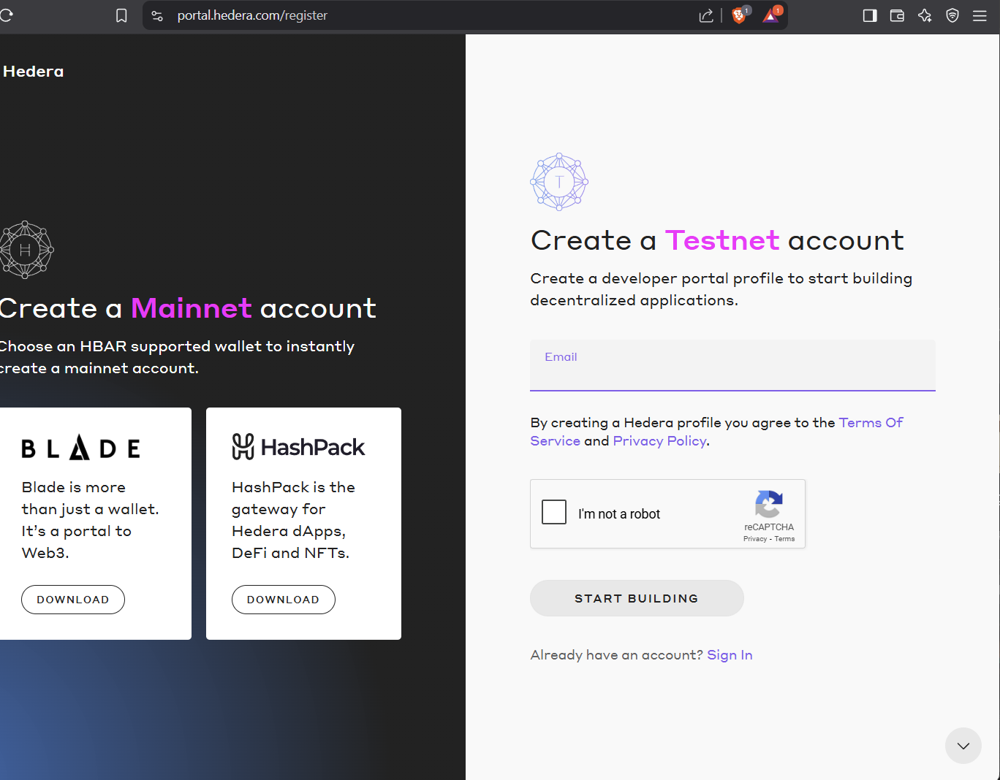 portal.hedera.com/register
1
1
Hedera
H
Create a Mainnet account
Choose an HBAR supported wallet to instantly
create a mainnet account.
BLADE
Blade is more
than just a wallet.
It’s a portal to
Web3.
DOWNLOAD
HashPack
HashPack is the
gateway for
Hedera dApps,
DeFi and NFTs.
DOWNLOAD
T
Create a Testnet account
Create a developer portal profile to start building
decentralized applications.
Email
By creating a Hedera profile you agree to the Terms Of
Service and Privacy Policy.
I'm not a robot
reCAPTCHA
Privacy - Terms
START BUILDING
Already have an account? Sign In